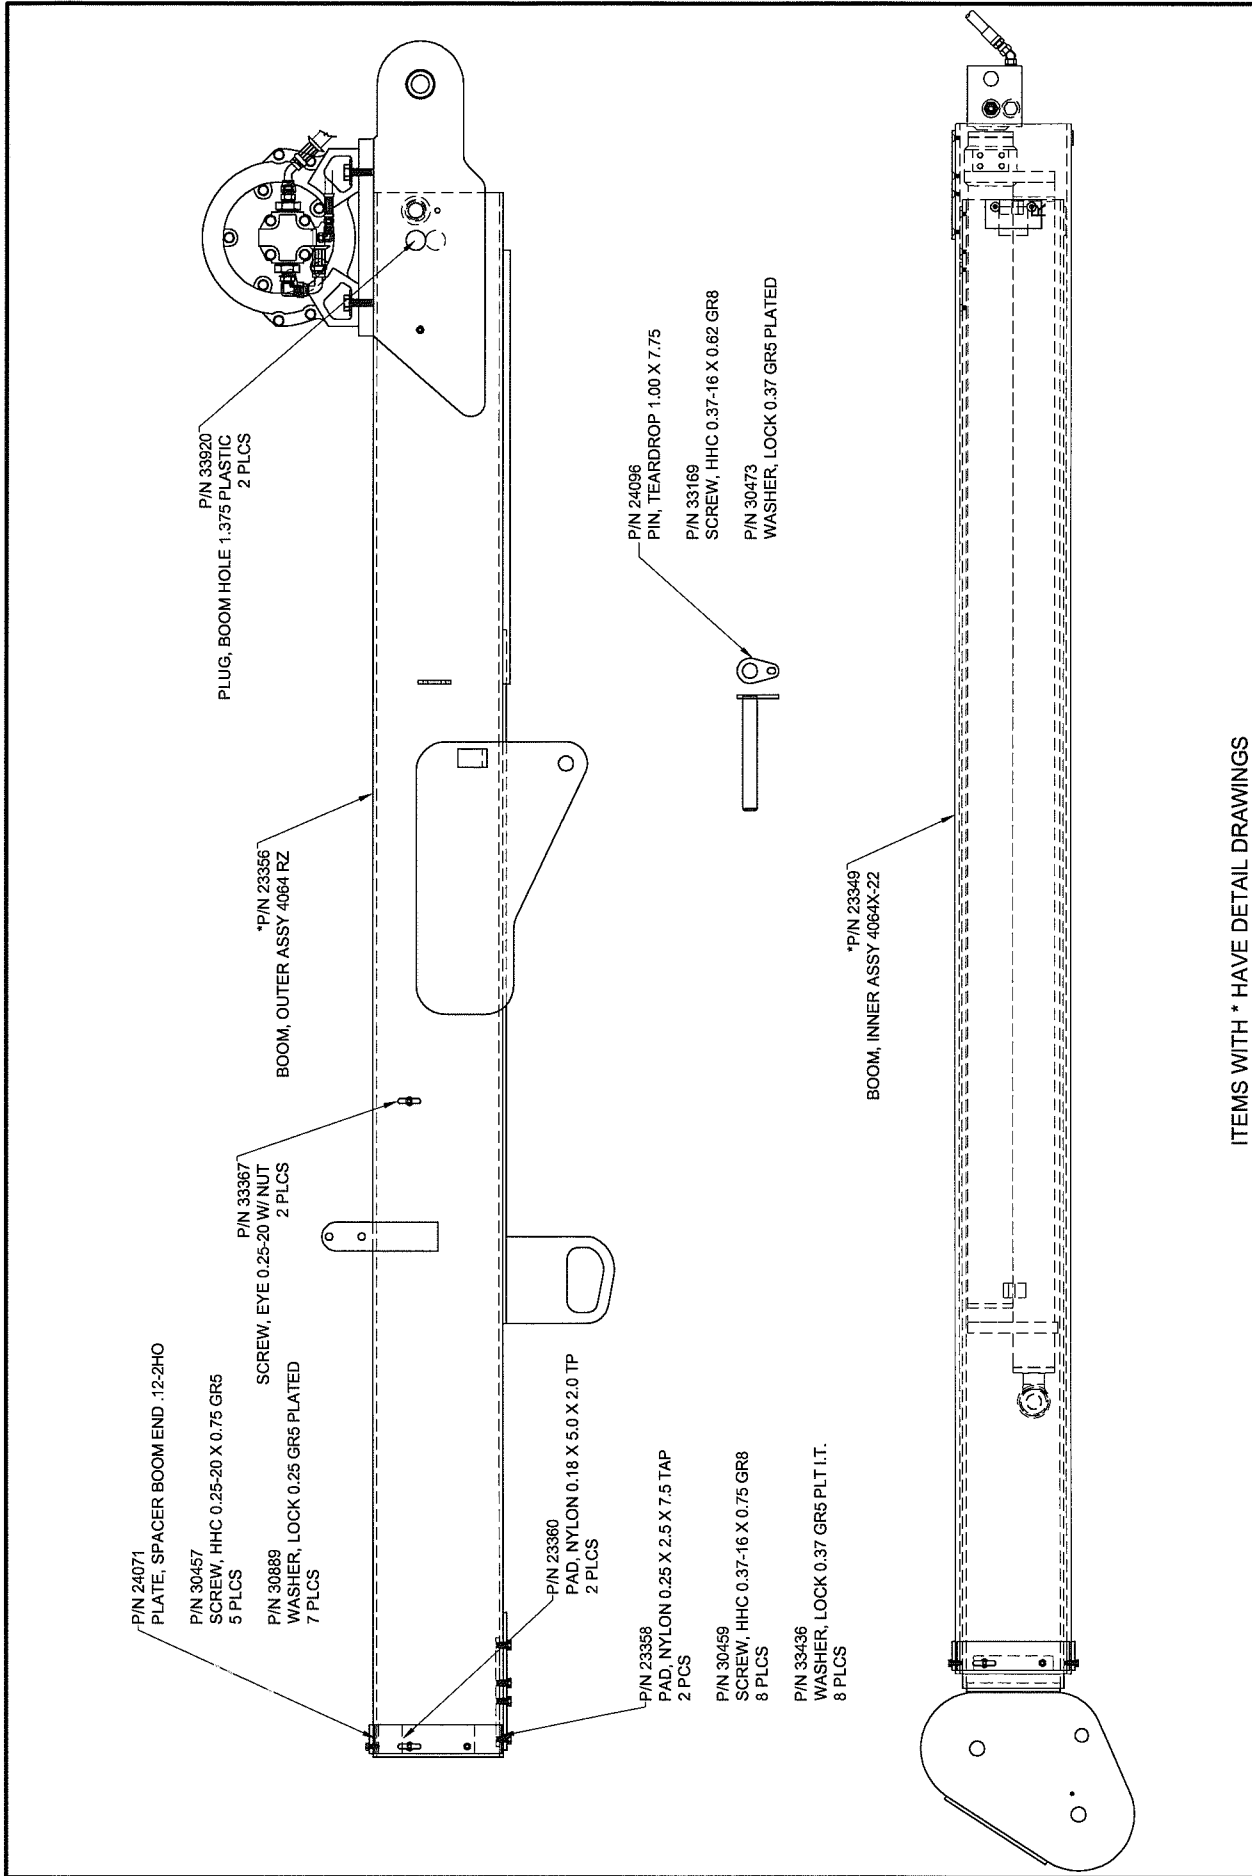 P/N 24071
PLATE, SPACER BOOM END .12-2HO
P/N 30457
SCREW, HHC 0.25-20 X 0.75 GR5
5 PLCS
P/N 30889
WASHER, LOCK 0.25 GR5 PLATED
7 PLCS
P/N 33367
SCREW, EYE 0.25-20 W/ NUT
2 PLCS
*P/N 23356
BOOM, OUTER ASSY 4064 RZ
P/N 33920
PLUG, BOOM HOLE 1.375 PLASTIC
2 PLCS
P/N 23360
PAD, NYLON 0.18 X 5.0 X 2.0 TP
2 PLCS
P/N 23358
PAD, NYLON 0.25 X 2.5 X 7.5 TAP
2 PCS
P/N 30459
SCREW, HHC 0.37-16 X 0.75 GR8
8 PLCS
P/N 33436
WASHER, LOCK 0.37 GR5 PLT I.T.
8 PLCS
P/N 24096
PIN, TEARDROP 1.00 X 7.75
P/N 33169
SCREW, HHC 0.37-16 X 0.62 GR8
P/N 30473
WASHER, LOCK 0.37 GR5 PLATED
*P/N 23349
BOOM, INNER ASSY 4064X-22
ITEMS WITH * HAVE DETAIL DRAWINGS